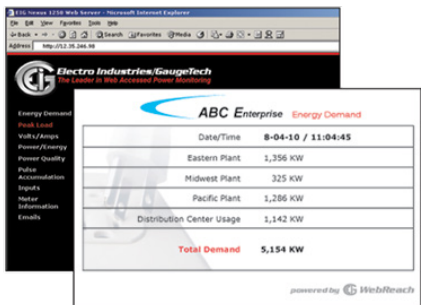 EIG Nexus 1250 Web Server - Microsoft Internet Explorer
File Edit View Favorites Tools Help
Back Search Favorites Media
Address http://12.35.246.98
EIG
Electro Industries/GaugeTech
The Leader in Web Accessed Power Monitoring
Energy Demand
Peak Load
Volts/Amps
Power/Energy
Power Quality
Pulse
Accumulation
Inputs
Meter
Information
Emails
ABC Enterprise Energy Demand
Date/Time 8-04-10 / 11:04:45
Eastern Plant 1,356 KW
Midwest Plant 325 KW
Pacific Plant 1,286 KW
Distribution Center Usage 1,142 KW
Total Demand 5,154 KW
powered by EIG WebReach